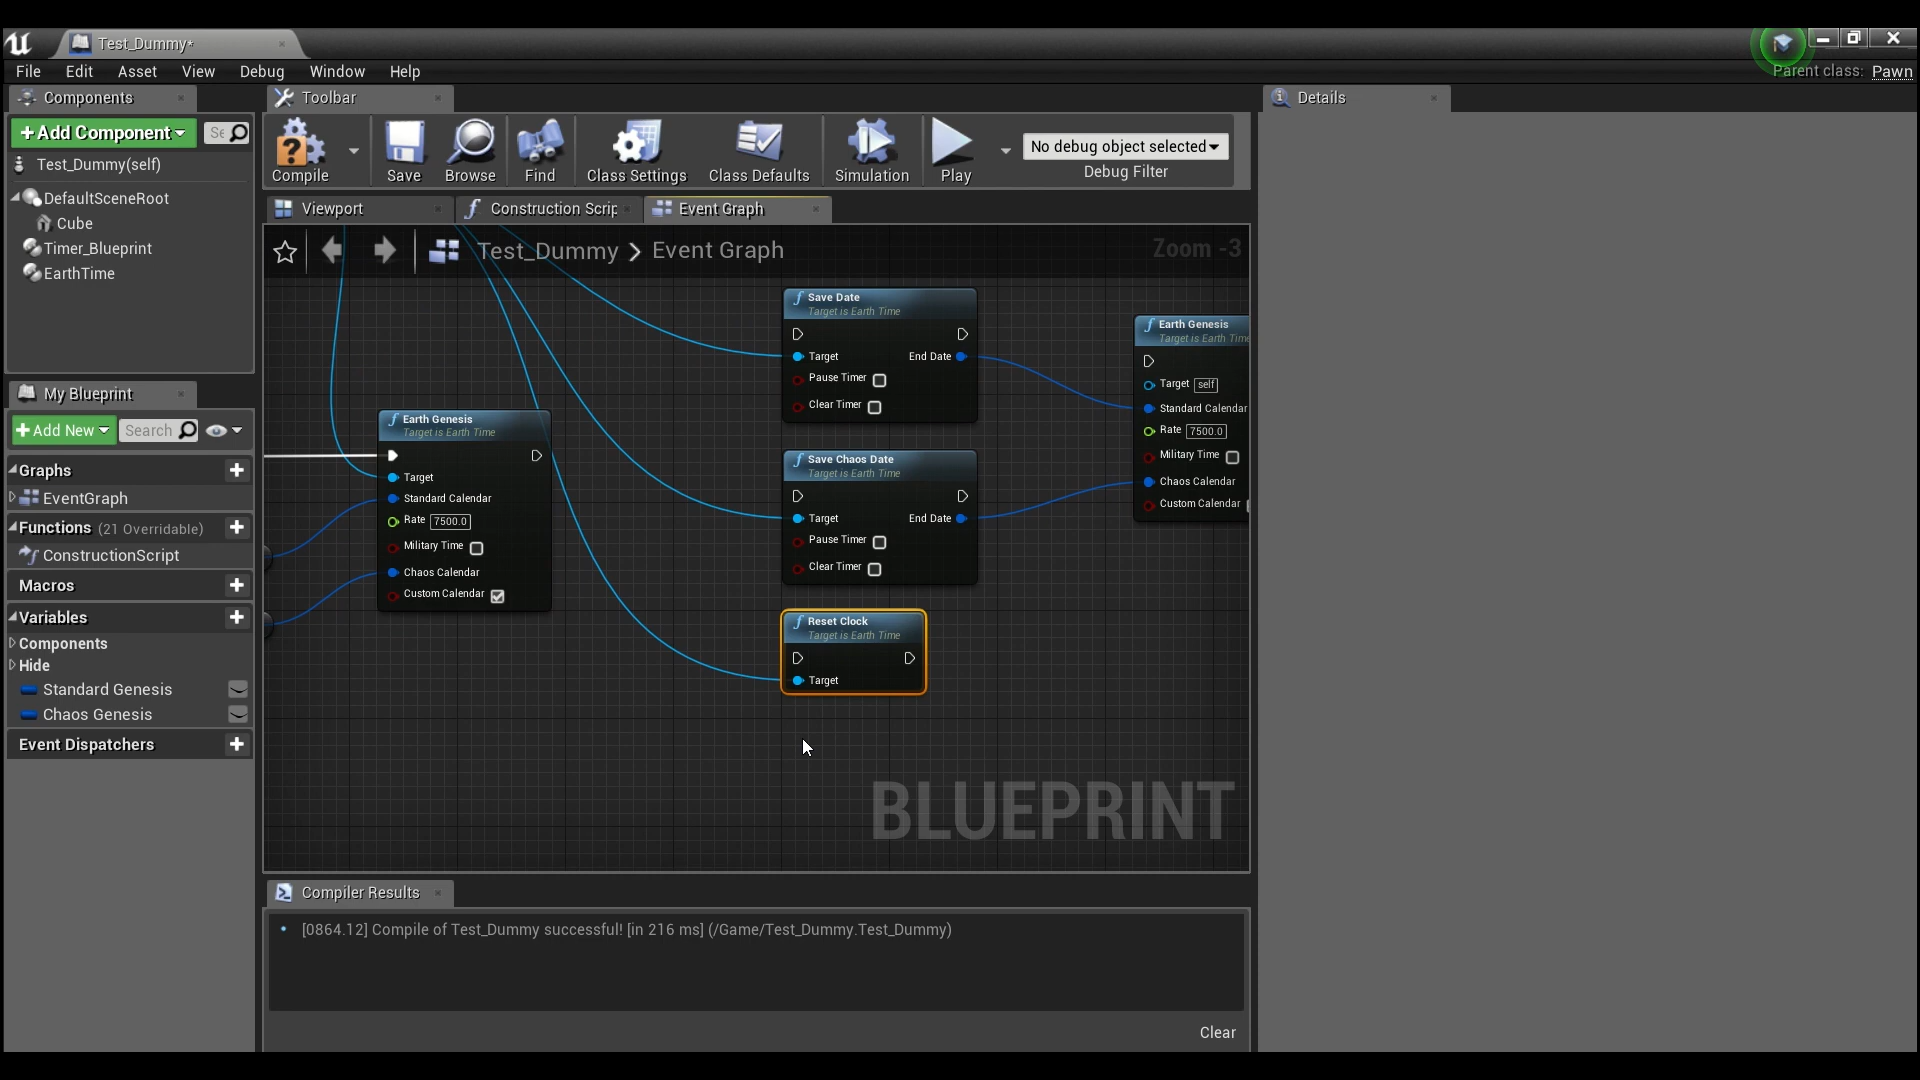 Test_Dummy*
File Edit Asset View Debug Window Help
Parent class: Pawn
Components
+Add Component
Se
Test_Dummy(self)
DefaultSceneRoot
Cube
Timer_Blueprint
EarthTime
My Blueprint
+Add New
Search
Graphs
EventGraph
Functions (21 Overridable)
ConstructionScript
Macros
Variables
Components
Hide
Standard Genesis
Chaos Genesis
Event Dispatchers
Toolbar
Compile
Save
Browse
Find
Class Settings
Class Defaults
Simulation
Play
No debug object selected
Debug Filter
Viewport
Construction Scrip
Event Graph
Test_Dummy > Event Graph
Zoom -3
Earth Genesis
Target is Earth Time
Target
Standard Calendar
Rate 7500.0
Military Time
Chaos Calendar
Custom Calendar
Save Date
Target is Earth Time
Target End Date
Pause Timer
Clear Timer
Save Chaos Date
Target is Earth Time
Target End Date
Pause Timer
Clear Timer
Reset Clock
Target is Earth Time
Target
Earth Genesis
Target is Earth Time
Target self
Standard Calendar
Rate 7500.0
Military Time
Chaos Calendar
Custom Calendar
BLUEPRINT
Compiler Results
[0864.12] Compile of Test_Dummy successful! [in 216 ms] (/Game/Test_Dummy.Test_Dummy)
Clear
Details